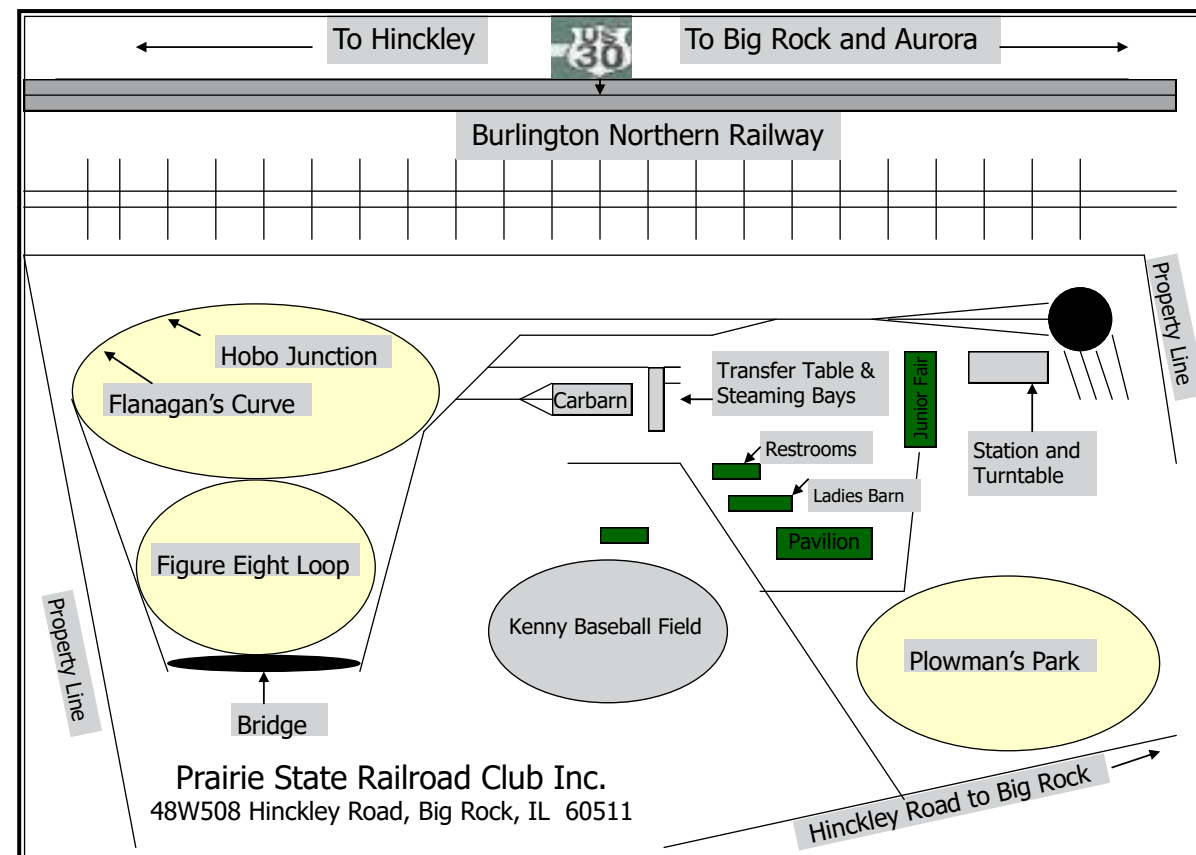 To Hinckley
US
30
To Big Rock and Aurora
Burlington Northern Railway
Property Line
Hobo Junction
Flanagan's Curve
Carbarn
Transfer Table &
Steaming Bays
Junior Fair
Station and
Turntable
Restrooms
Ladies Barn
Pavilion
Figure Eight Loop
Kenny Baseball Field
Plowman's Park
Property Line
Bridge
Prairie State Railroad Club Inc.
48W508 Hinckley Road, Big Rock, IL 60511
Hinckley Road to Big Rock